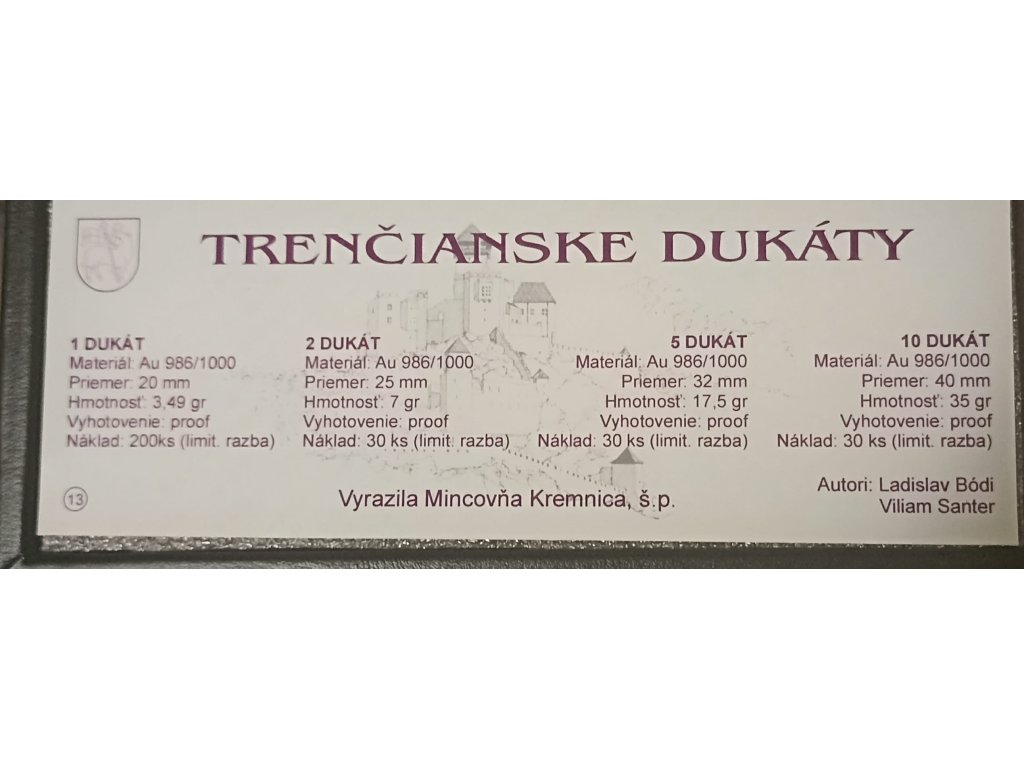 TRENČIANSKE DUKÁTY
1 DUKÁT
Materiál: Au 986/1000
Priemer: 20 mm
Hmotnosť: 3,49 gr
Vyhotovenie: proof
Náklad: 200ks (limit. razba)
2 DUKÁT
Materiál: Au 986/1000
Priemer: 25 mm
Hmotnosť: 7 gr
Vyhotovenie: proof
Náklad: 30 ks (limit. razba)
5 DUKÁT
Materiál: Au 986/1000
Priemer: 32 mm
Hmotnosť: 17,5 gr
Vyhotovenie: proof
Náklad: 30 ks (limit. razba)
10 DUKÁT
Materiál: Au 986/1000
Priemer: 40 mm
Hmotnosť: 35 gr
Vyhotovenie: proof
Náklad: 30 ks (limit. razba)
13
Vyrazila Mincovňa Kremnica, š.p.
Autori: Ladislav Bódi
Viliam Santer